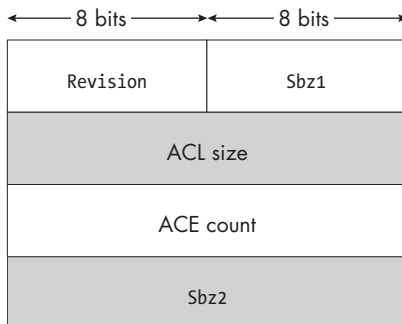 8 bits 8 bits
Revision Sbz1
ACL size
ACE count
Sbz2